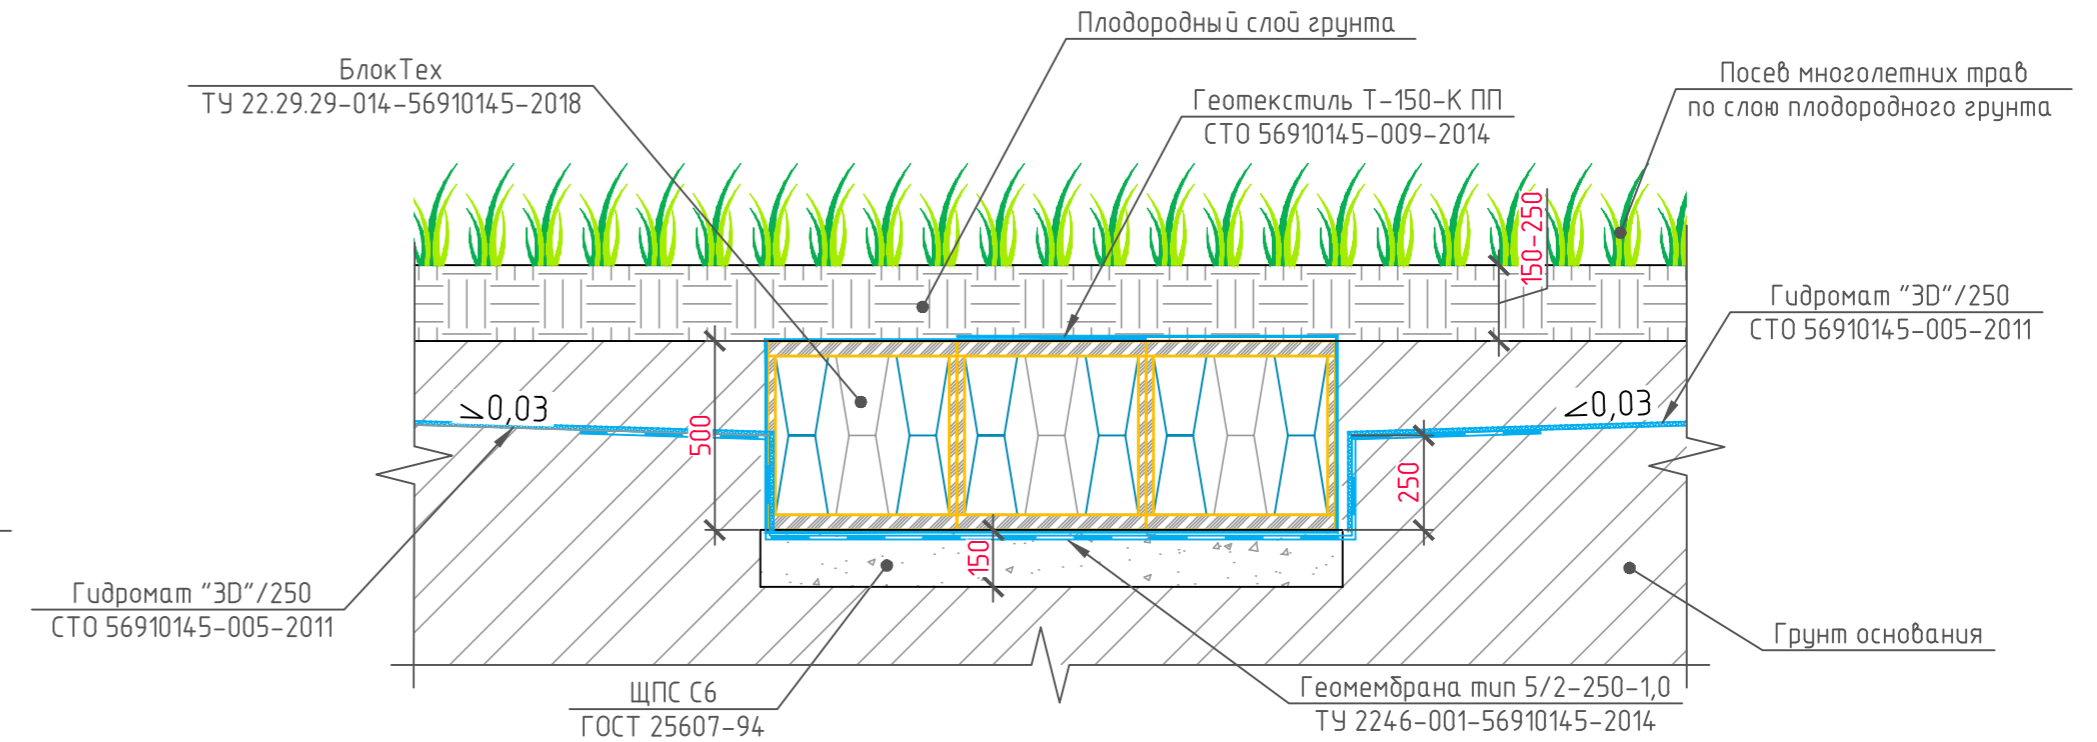 Плодородный слой грунта
БлокТех
ТУ 22.29.29-014-56910145-2018
Геотекстиль Т-150-К ПП
СТО 56910145-009-2014
Посев многолетних трав
по слою плодородного грунта
150-250
Гидромат "3D"/250
СТО 56910145-005-2011
0,03
0,03
500
250
150
Гидромат "3D"/250
СТО 56910145-005-2011
Грунт основания
ЩПС С6
ГОСТ 25607-94
Геомембрана тип 5/2-250-1,0
ТУ 2246-001-56910145-2014